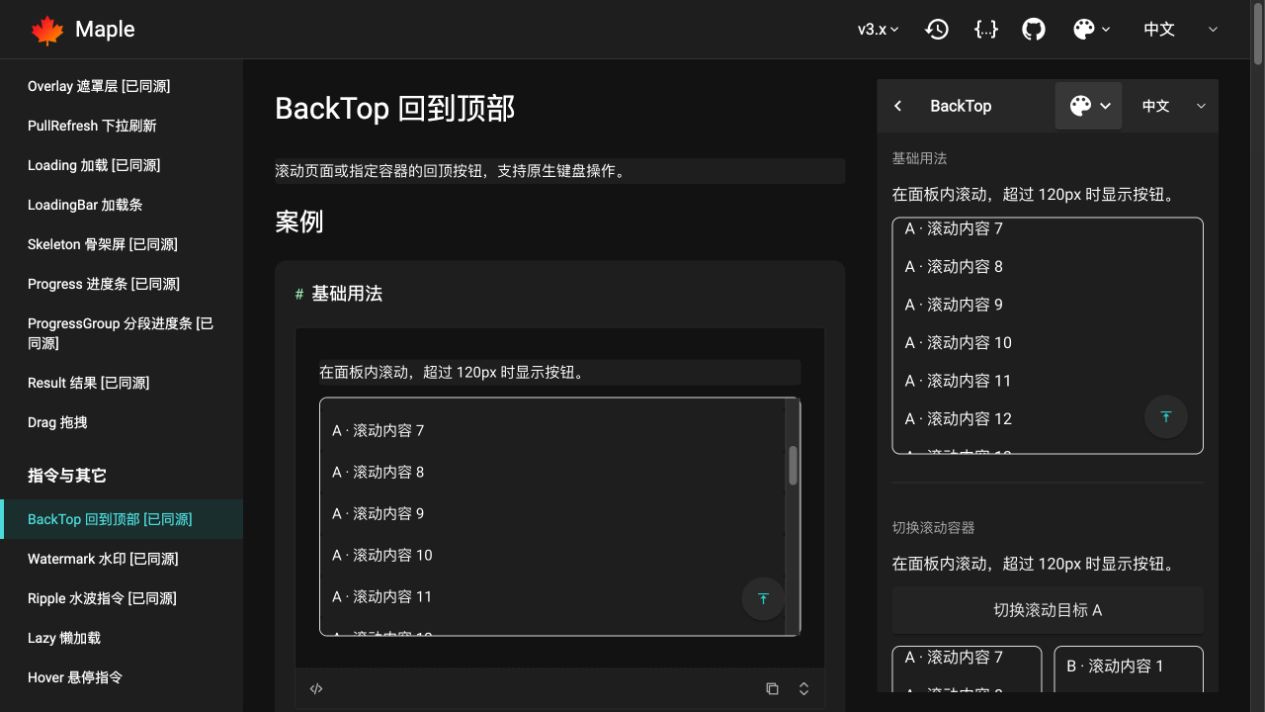 Maple
v3.x
{...}
中文
Overlay 遮罩层 [已同源]
PullRefresh 下拉刷新
Loading 加载 [已同源]
LoadingBar 加载条
Skeleton 骨架屏 [已同源]
Progress 进度条 [已同源]
ProgressGroup 分段进度条 [已
同源]
Result 结果 [已同源]
Drag 拖拽
指令与其它
BackTop 回到顶部 [已同源]
Watermark 水印 [已同源]
Ripple 水波指令 [已同源]
Lazy 懒加载
Hover 悬停指令
BackTop 回到顶部
滚动页面或指定容器的回顶按钮，支持原生键盘操作。
案例
# 基础用法
在面板内滚动，超过 120px 时显示按钮。
A · 滚动内容 7
A · 滚动内容 8
A · 滚动内容 9
A · 滚动内容 10
A · 滚动内容 11
BackTop
中文
基础用法
在面板内滚动，超过 120px 时显示按钮。
A · 滚动内容 7
A · 滚动内容 8
A · 滚动内容 9
A · 滚动内容 10
A · 滚动内容 11
A · 滚动内容 12
切换滚动容器
在面板内滚动，超过 120px 时显示按钮。
切换滚动目标 A
A · 滚动内容 7
B · 滚动内容 1